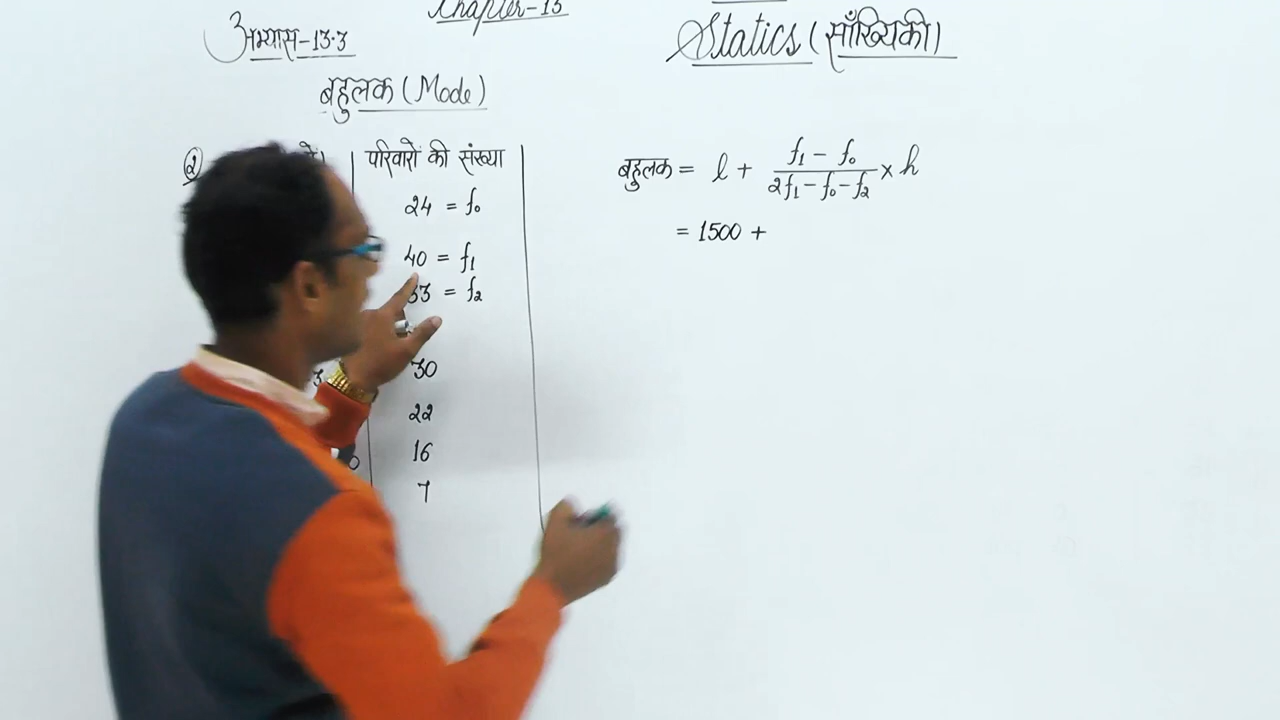 Chapter-13
अभ्यास-13.3
Statics (साँख्यिकी)
बहुलक (Mode)
②
परिवारों की संख्या
24 = f₀
40 = f₁
33 = f₂
30
22
16
7
बहुलक = l + (f₁ - f₀)/(2f₁ - f₀ - f₂) × h
= 1500 +